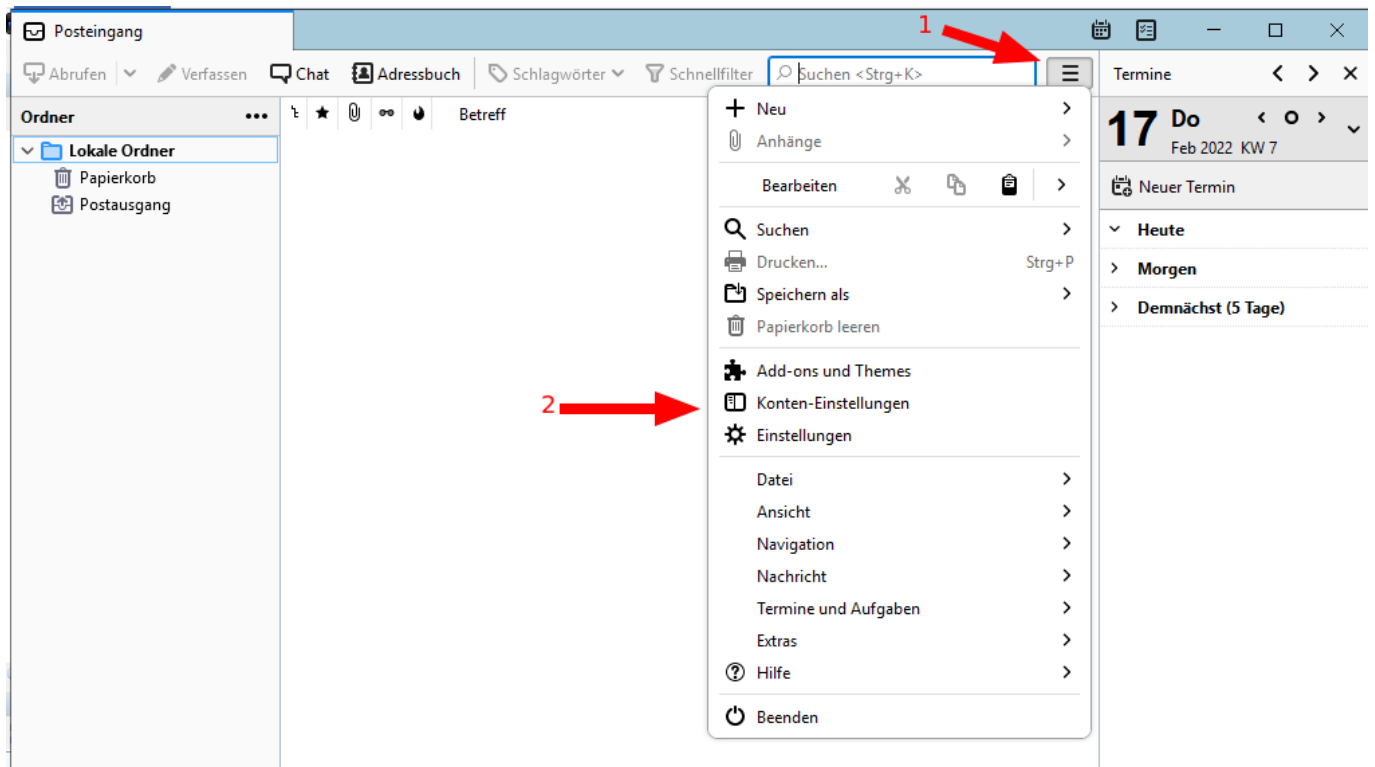 Posteingang
1
Abrufen Verfassen Chat Adressbuch Schlagwörter Schnellfilter Suchen <Strg+K>
Termine
Ordner
Betreff
Lokale Ordner
Papierkorb
Postausgang
Neu
Anhänge
Bearbeiten
Suchen
Drucken... Strg+P
Speichern als
Papierkorb leeren
Add-ons und Themes
2
Konten-Einstellungen
Einstellungen
Datei
Ansicht
Navigation
Nachricht
Termine und Aufgaben
Extras
Hilfe
Beenden
17 Do
Feb 2022 KW 7
Neuer Termin
Heute
Morgen
Demnächst (5 Tage)